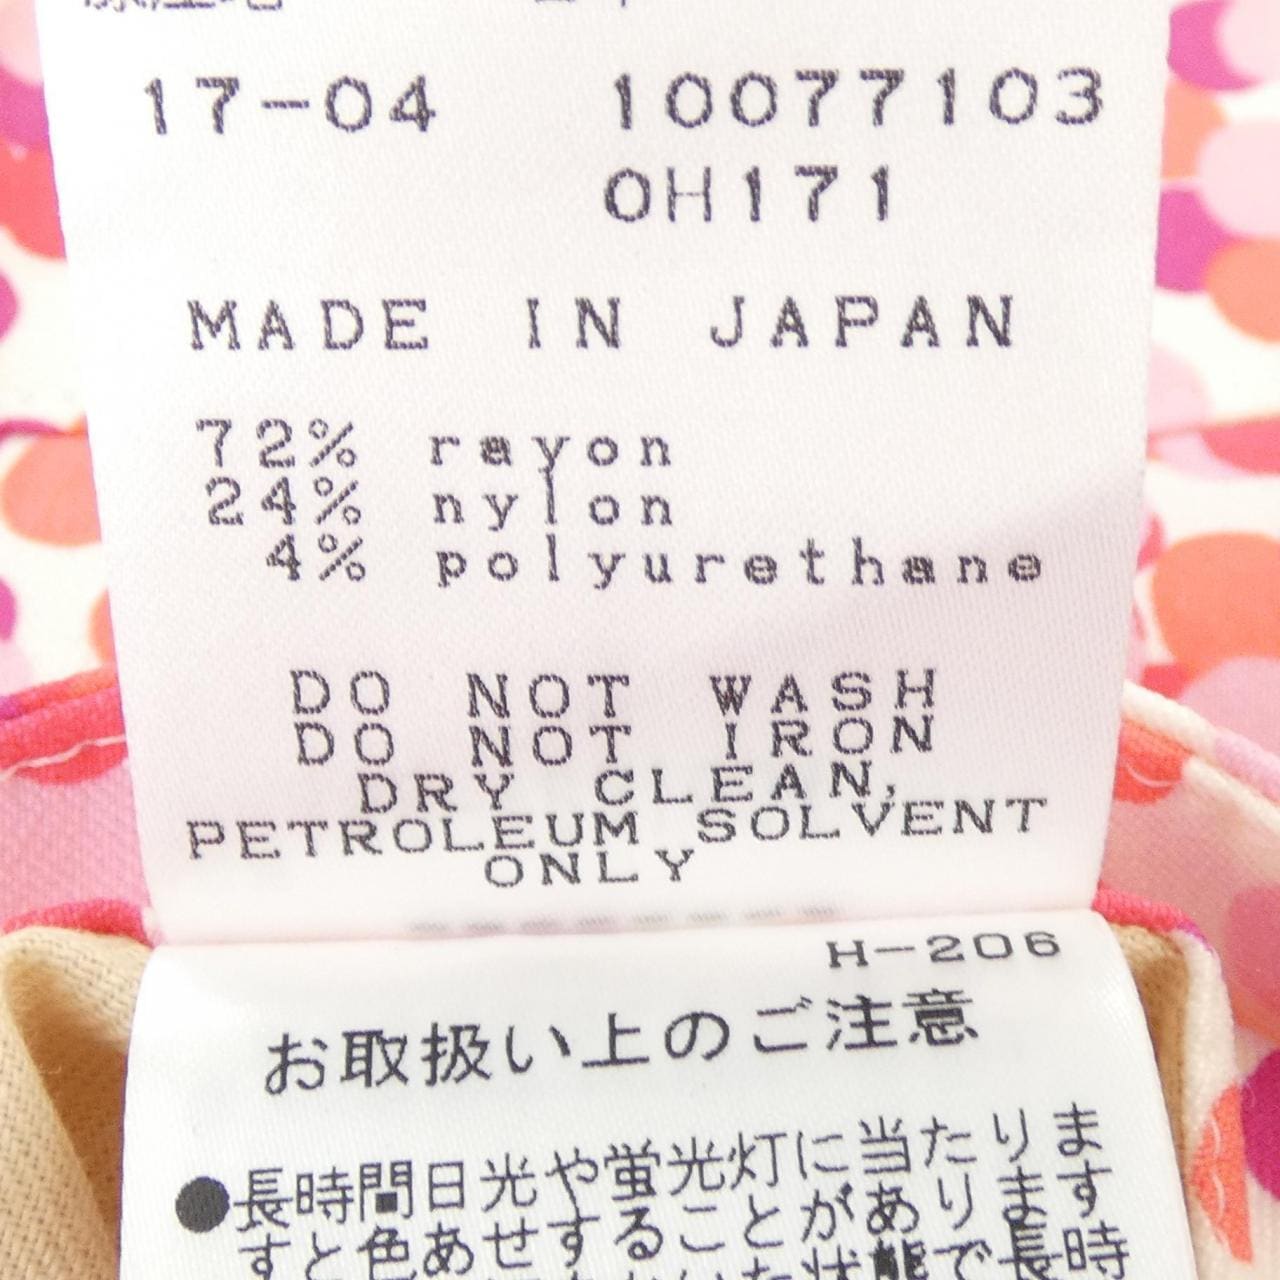 17-04 10077103
OH171
MADE IN JAPAN
72% rayon
24% nylon
4% polyurethane
DO NOT WASH
DO NOT IRON
DRY CLEAN,
PETROLEUM SOLVENT
ONLY
H-206
お取扱い上のご注意
●長時間日光や蛍光灯に当たりま
すと色あせすることがあります